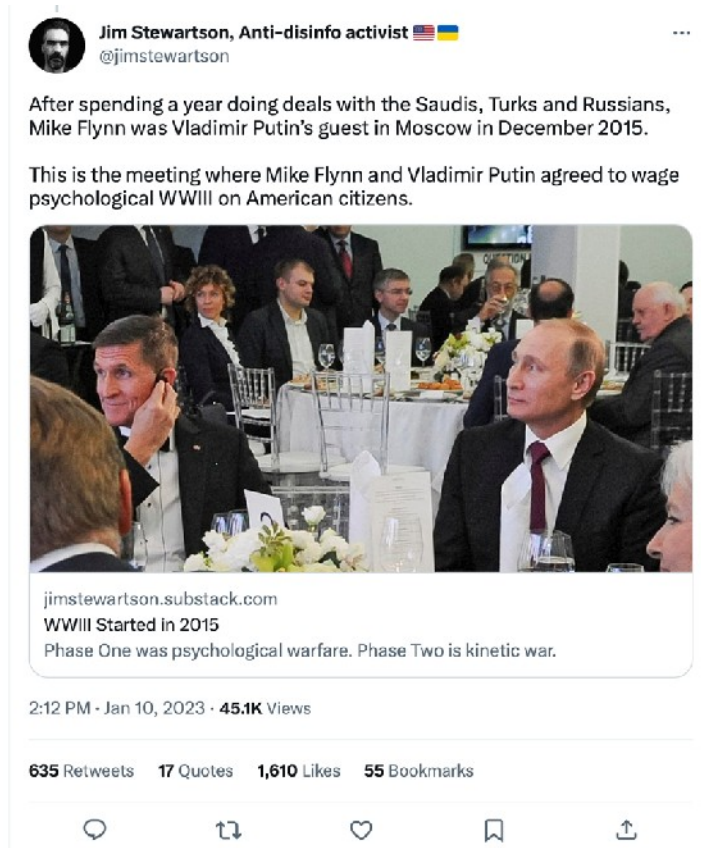 Jim Stewartson, Anti-disinfo activist 🇺🇸🇺🇦
@jimstewartson
After spending a year doing deals with the Saudis, Turks and Russians,
Mike Flynn was Vladimir Putin’s guest in Moscow in December 2015.
This is the meeting where Mike Flynn and Vladimir Putin agreed to wage
psychological WWIII on American citizens.
jimstewartson.substack.com
WWIII Started in 2015
Phase One was psychological warfare. Phase Two is kinetic war.
2:12 PM · Jan 10, 2023 · 45.1K Views
635 Retweets 17 Quotes 1,610 Likes 55 Bookmarks